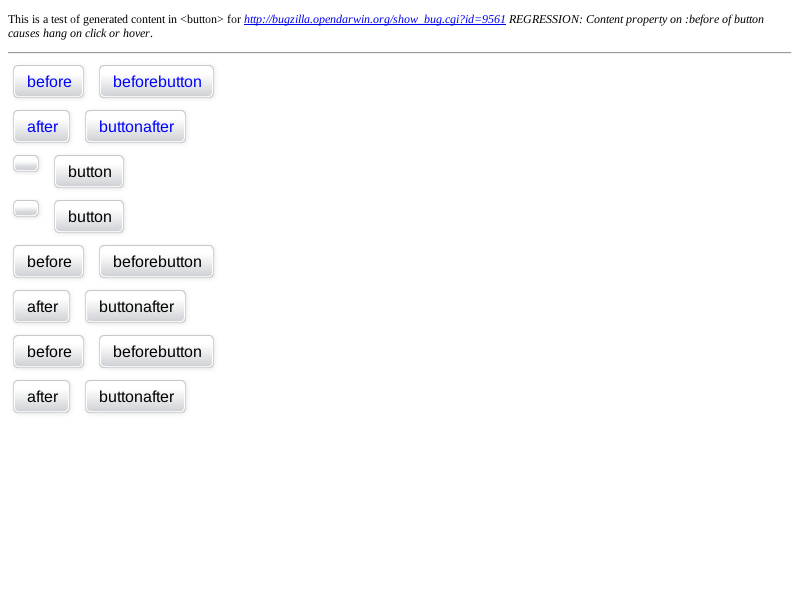 This is a test of generated content in <button> for http://bugzilla.opendarwin.org/show_bug.cgi?id=9561 REGRESSION: Content property on :before of button
causes hang on click or hover.
before beforebutton
after buttonafter
button
button
before beforebutton
after buttonafter
before beforebutton
after buttonafter